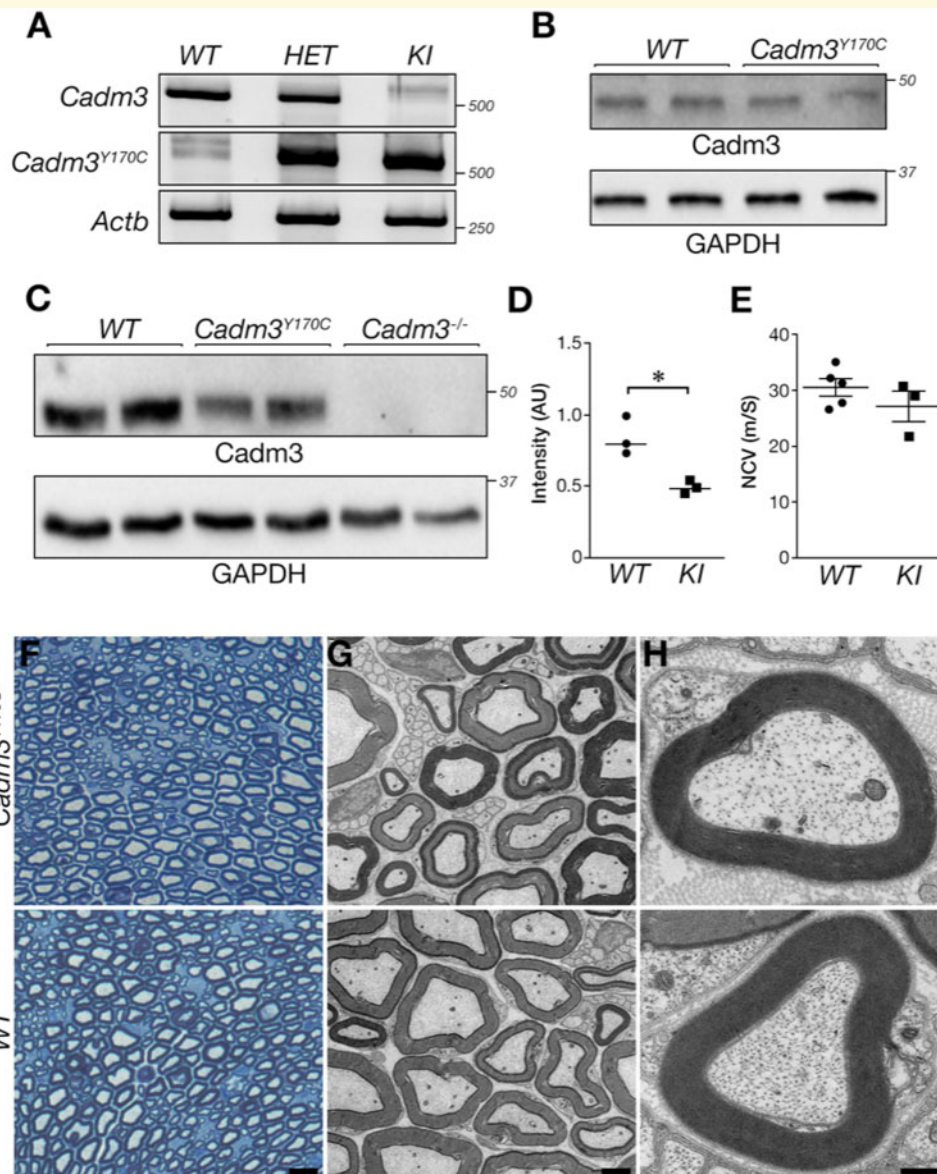 A
WT HET KI
Cadm3
500
Cadm3Y170C
500
Actb
250
B
WT Cadm3Y170C
50
Cadm3
37
GAPDH
C
WT Cadm3Y170C Cadm3-/-
50
Cadm3
37
GAPDH
D
1.5
1.0
0.5
0
Intensity (AU)
*
WT KI
E
40
30
20
10
0
NCV (m/S)
WT KI
F
G
H
WT